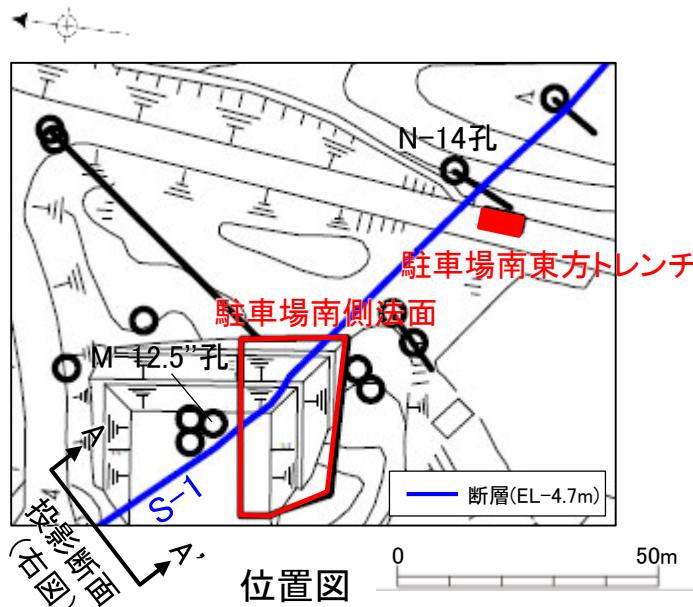 N-14孔
駐車場南東方トレンチ
駐車場南側法面
M-12.5”孔
A
S-1
断層(EL-4.7m)
投影断面
(右図)
A’
位置図
0
50m